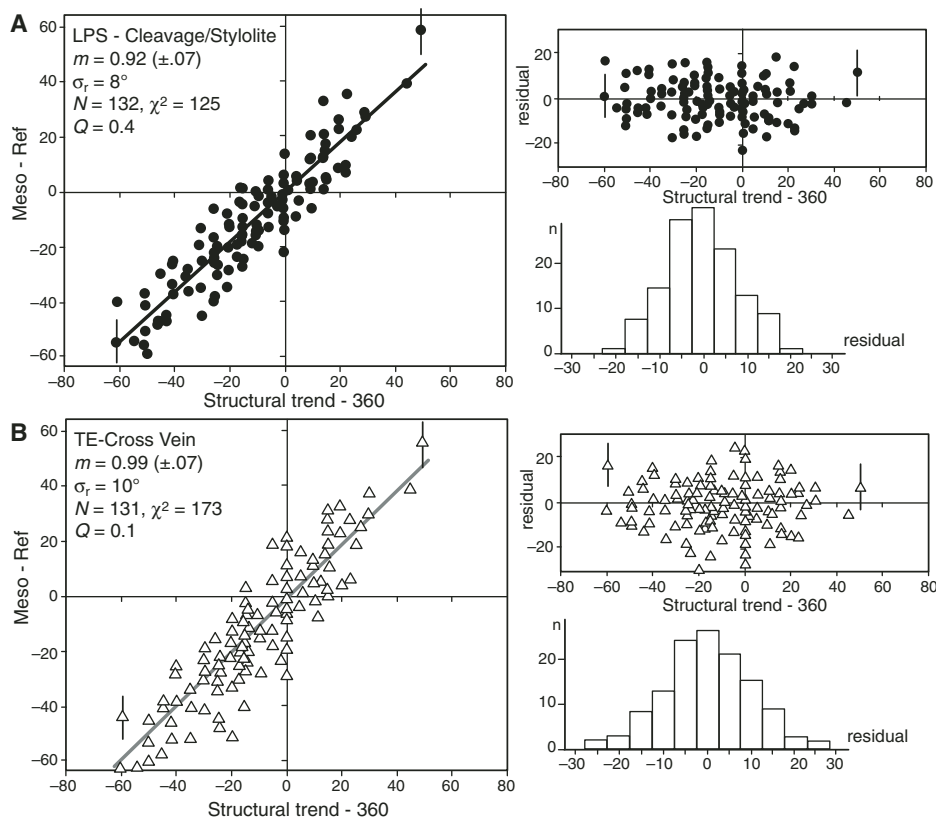 A
LPS - Cleavage/Stylolite
m = 0.92 (±.07)
σr = 8°
N = 132, χ² = 125
Q = 0.4
60
40
20
0
−20
−40
−60
Meso - Ref
−80 −60 −40 −20 0 20 40 60 80
Structural trend - 360
residual
20
0
−20
−80 −60 −40 −20 0 20 40 60 80
Structural trend - 360
n
20
10
0
residual
−30 −20 −10 0 10 20 30
B
TE-Cross Vein
m = 0.99 (±.07)
σr = 10°
N = 131, χ² = 173
Q = 0.1
60
40
20
0
−20
−40
−60
Meso - Ref
−80 −60 −40 −20 0 20 40 60 80
Structural trend - 360
residual
20
0
−20
−80 −60 −40 −20 0 20 40 60 80
Structural trend - 360
n
20
10
0
residual
−30 −20 −10 0 10 20 30